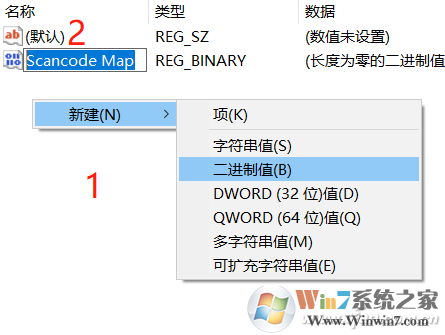 名称 类型 数据
(默认) 2 REG_SZ (数值未设置)
Scancode Map REG_BINARY (长度为零的二进制值
新建(N) 项(K)
字符串值(S)
1 二进制值(B)
DWORD (32 位)值(D)
QWORD (64 位)值(Q)
多字符串值(M)
可扩充字符串值(E)
Win7系统之家
Www.Winwin7.com